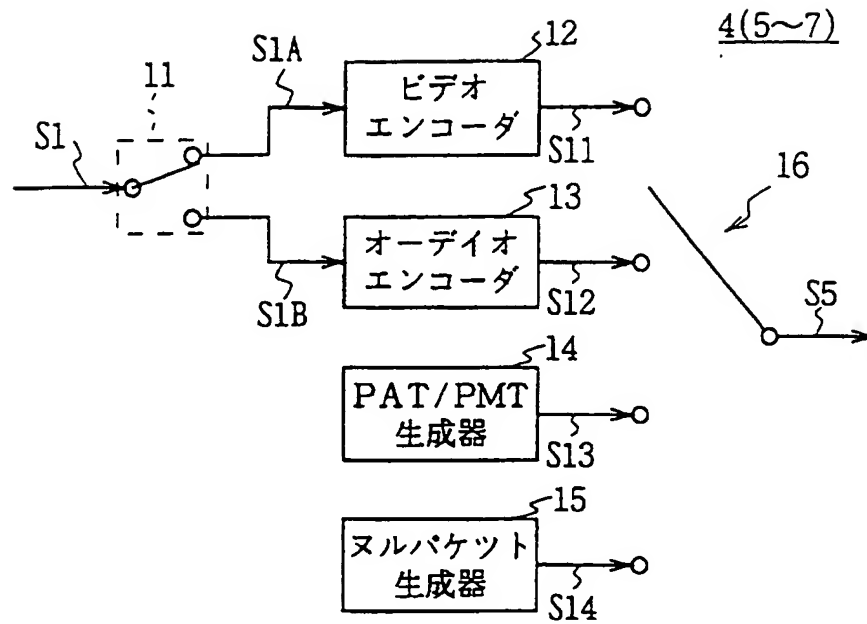 4(5~7)
11
S1
S1A
12
ビデオ
エンコーダ
S11
16
S1B
13
オーデイオ
エンコーダ
S12
S5
14
PAT/PMT
生成器
S13
15
ヌルパケツト
生成器
S14